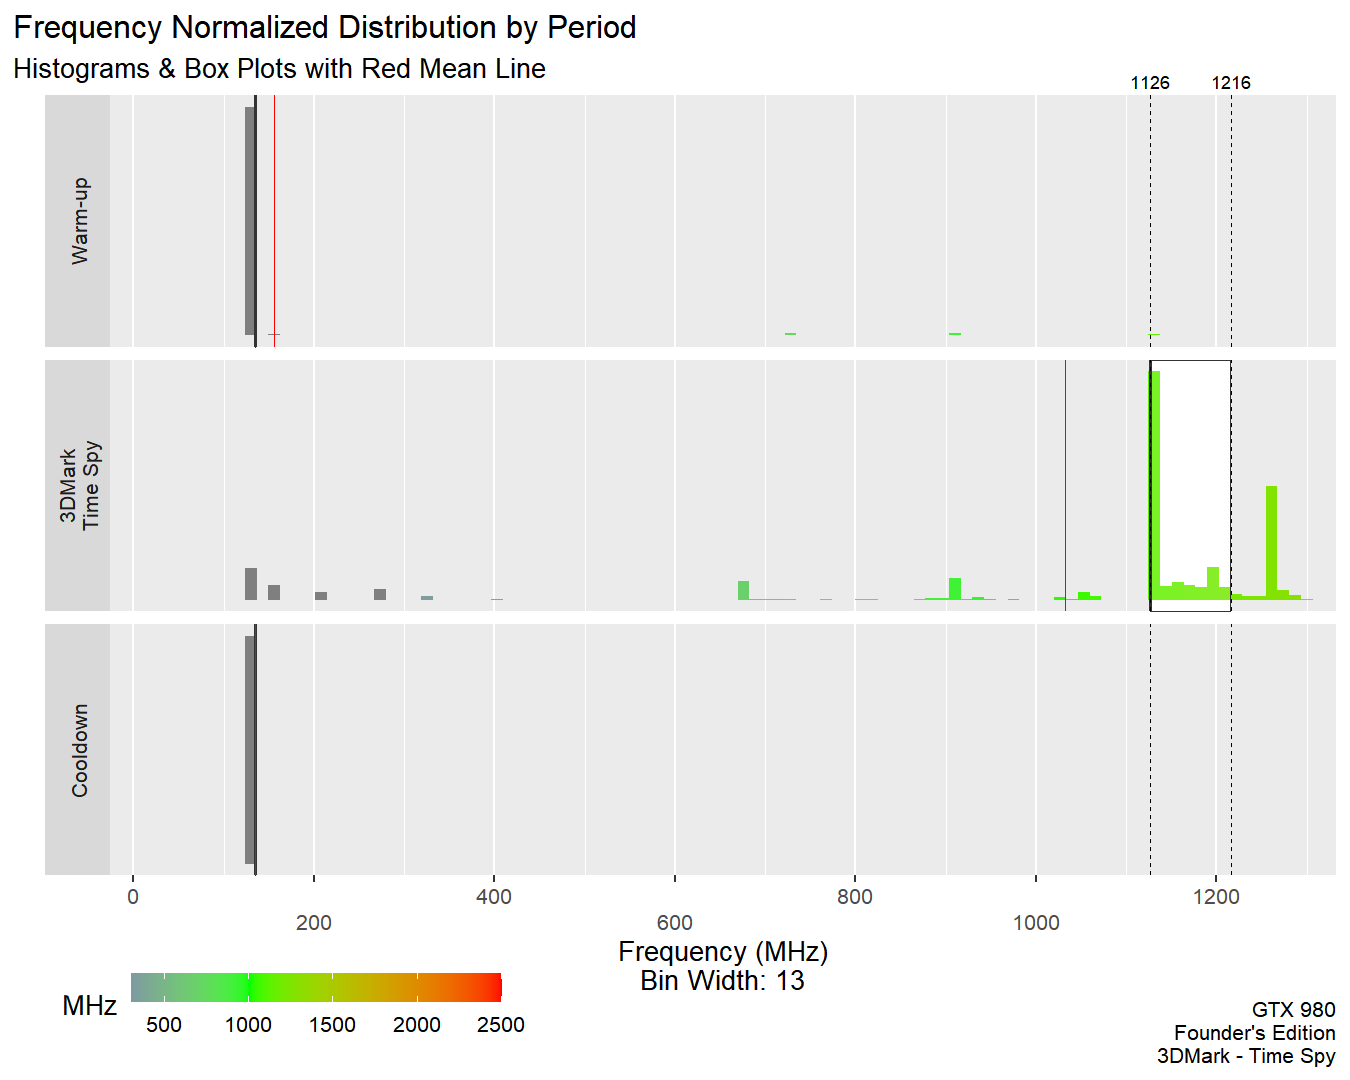 Frequency Normalized Distribution by Period
Histograms & Box Plots with Red Mean Line
1126 1216
Warm-up
3DMark
Time Spy
Cooldown
0 400 800 1200
200 600 1000
Frequency (MHz)
Bin Width: 13
MHz
500 1000 1500 2000 2500
GTX 980
Founder's Edition
3DMark - Time Spy